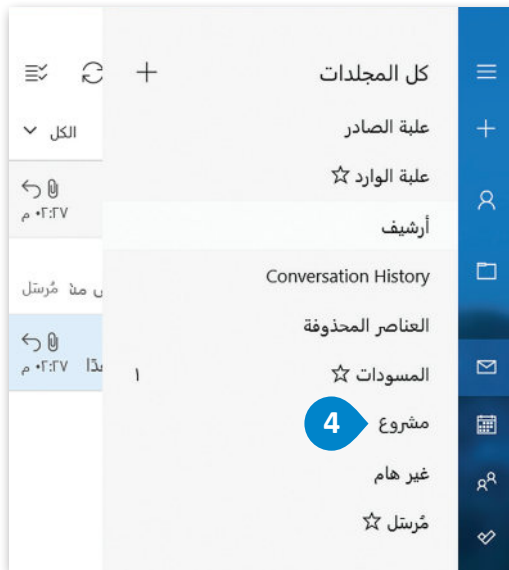 كل المجلدات
علبة الصادر
علبة الوارد
أرشيف
Conversation History
العناصر المحذوفة
المسودات ١
مشروع 4
غير هام
مُرسَل
الكل
٠٢:٢٧ م
مُرسَل
٠٢:٢٧ م